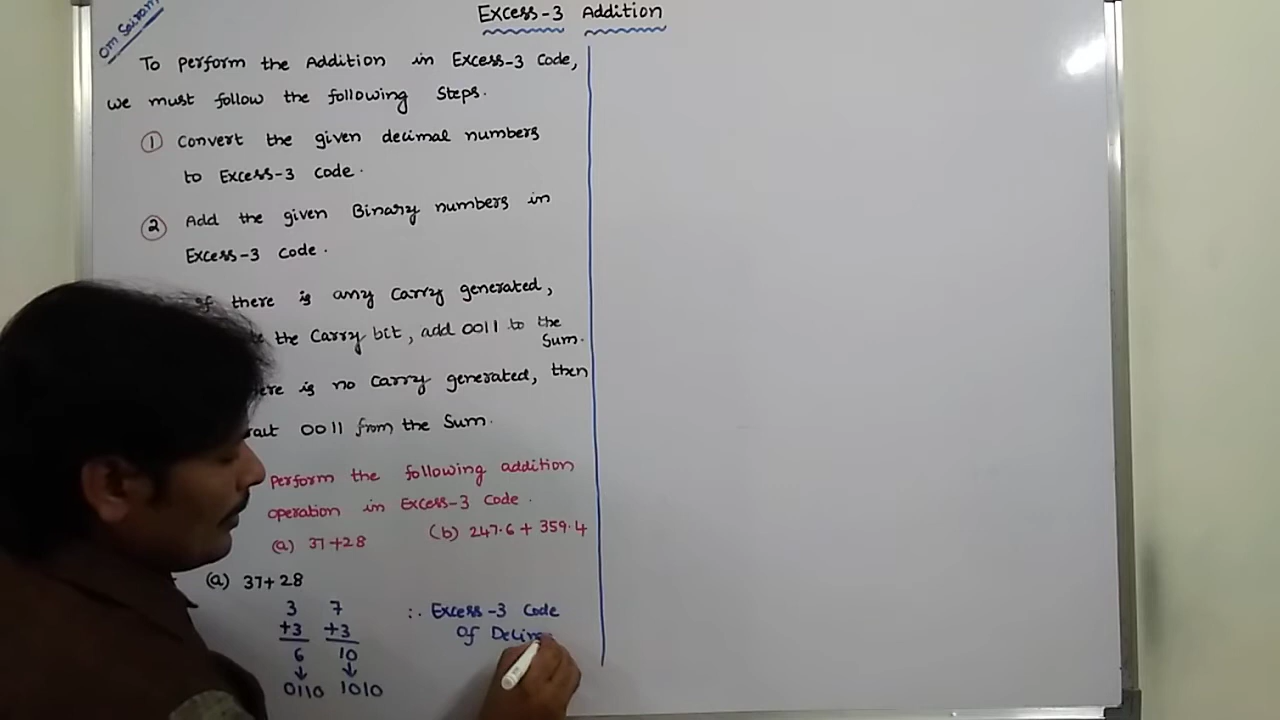 Om Sairam
Excess-3 Addition
To perform the Addition in Excess-3 Code,
we must follow the following Steps.
1 Convert the given decimal numbers
to Excess-3 code.
2 Add the given Binary numbers in
Excess-3 Code.
If there is any Carry generated,
the Carry bit, add 0011 to the
Sum.
there is no Carry generated, then
0011 from the Sum.
perform the following addition
operation in Excess-3 Code.
(a) 37+28 (b) 247.6 + 359.4
(a) 37+28
3 7
+3 +3
6 10
↓ ↓
0110 1010
∴ Excess-3 Code
Of Decim